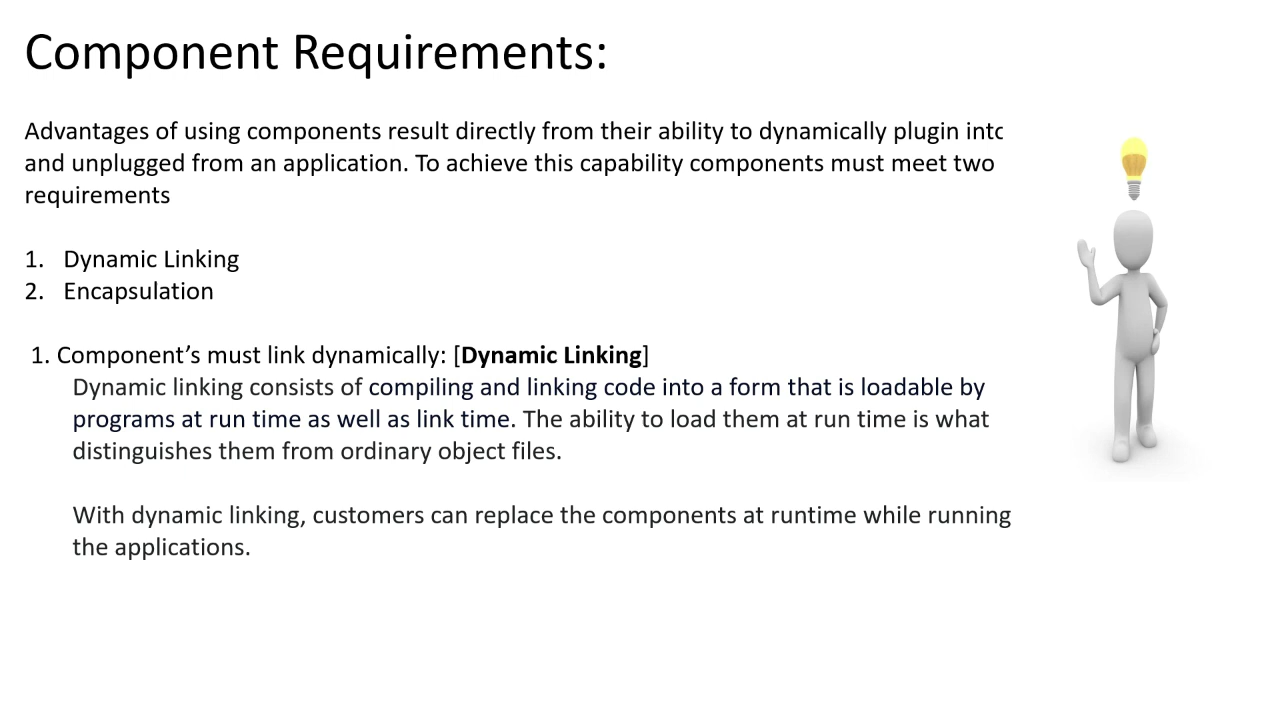 Component Requirements:
Advantages of using components result directly from their ability to dynamically plugin into
and unplugged from an application. To achieve this capability components must meet two
requirements
1. Dynamic Linking
2. Encapsulation
1. Component’s must link dynamically: [Dynamic Linking]
Dynamic linking consists of compiling and linking code into a form that is loadable by
programs at run time as well as link time. The ability to load them at run time is what
distinguishes them from ordinary object files.
With dynamic linking, customers can replace the components at runtime while running
the applications.